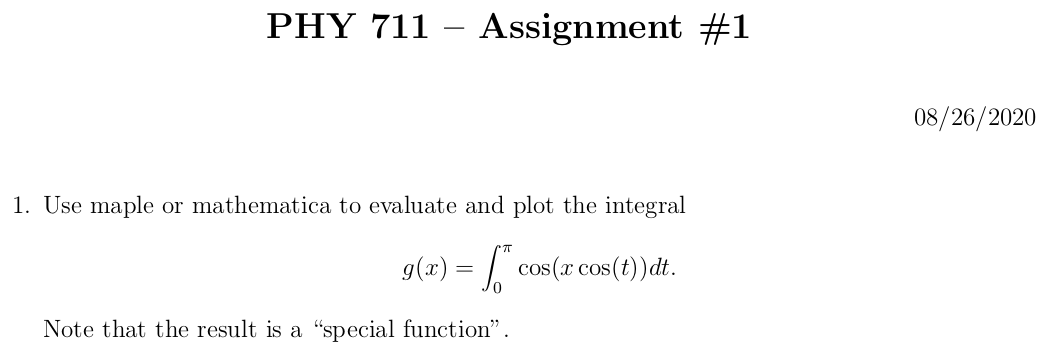 PHY 711 – Assignment #1
08/26/2020
1. Use maple or mathematica to evaluate and plot the integral
g(x) = ∫₀^π cos(x cos(t))dt.
Note that the result is a “special function”.